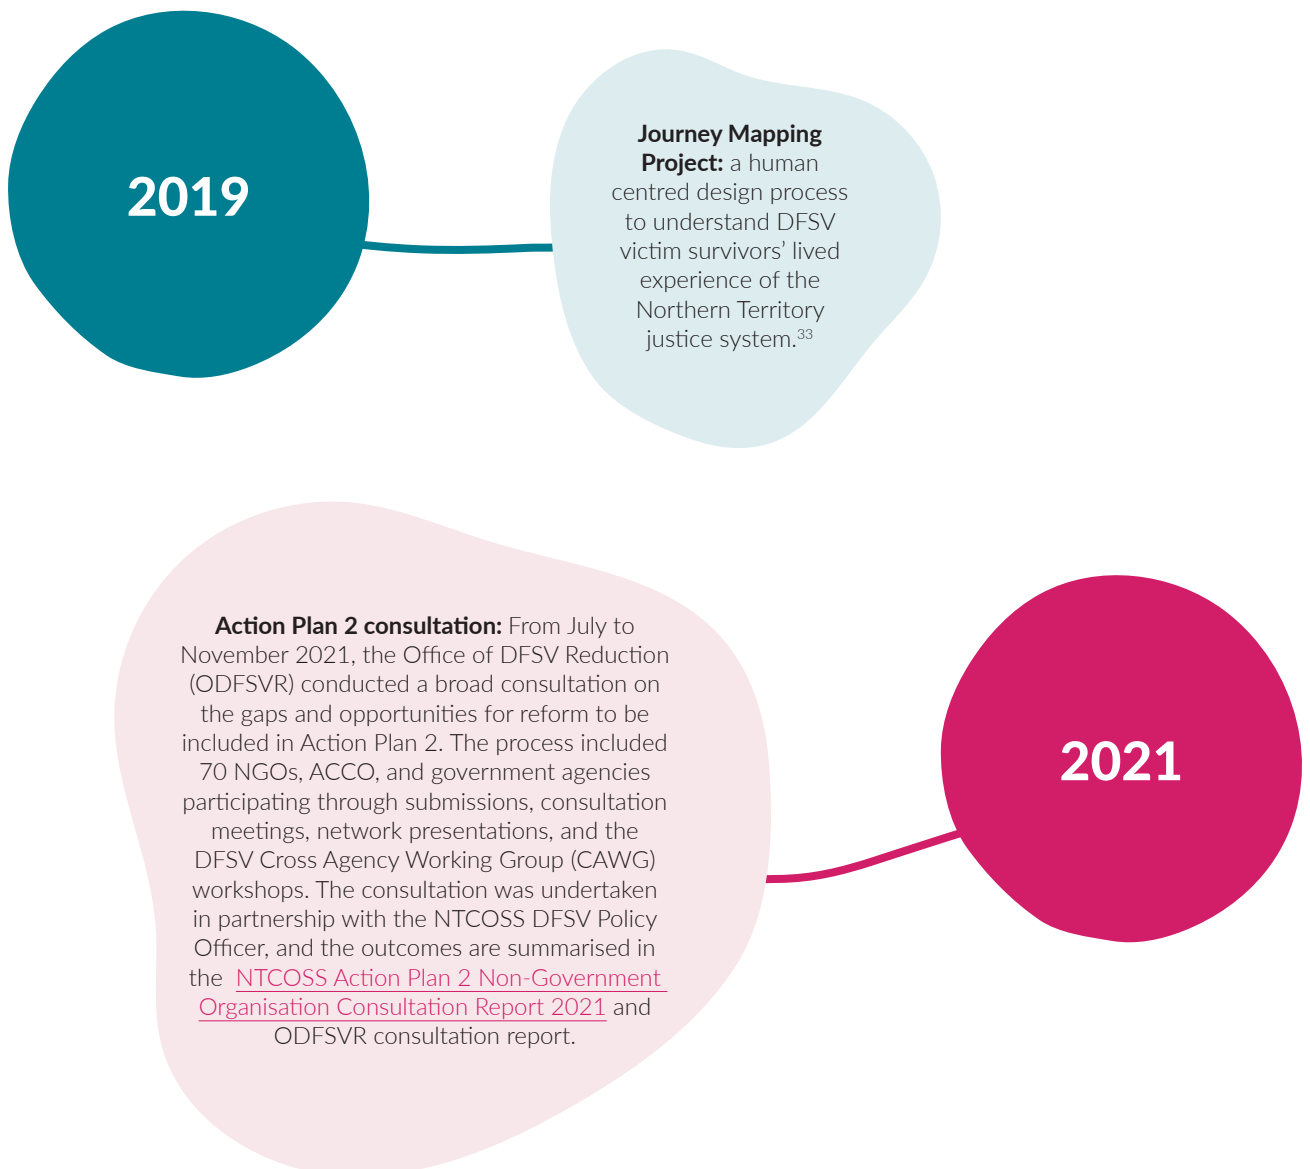 2019
Journey Mapping
Project: a human
centred design process
to understand DFSV
victim survivors’ lived
experience of the
Northern Territory
justice system.33
Action Plan 2 consultation: From July to
November 2021, the Office of DFSV Reduction
(ODFSVR) conducted a broad consultation on
the gaps and opportunities for reform to be
included in Action Plan 2. The process included
70 NGOs, ACCO, and government agencies
participating through submissions, consultation
meetings, network presentations, and the
DFSV Cross Agency Working Group (CAWG)
workshops. The consultation was undertaken
in partnership with the NTCOSS DFSV Policy
Officer, and the outcomes are summarised in
the NTCOSS Action Plan 2 Non-Government
Organisation Consultation Report 2021 and
ODFSVR consultation report.
2021